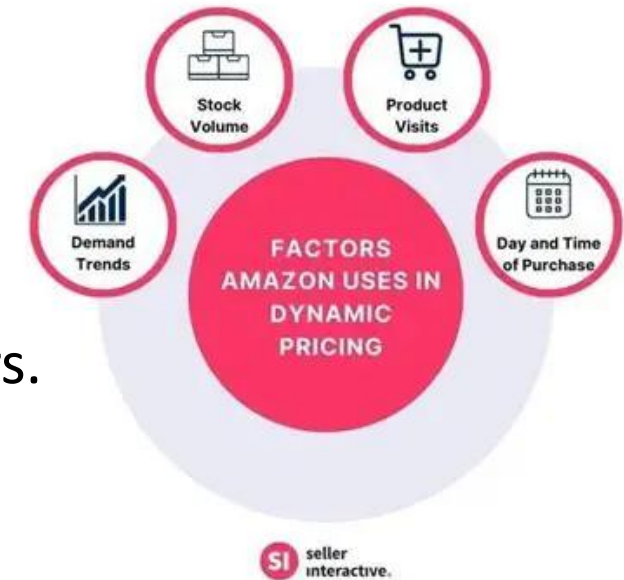 Stock
Volume
Product
Visits
Demand
Trends
Day and Time
of Purchase
FACTORS
AMAZON USES IN
DYNAMIC
PRICING
SI
seller
interactive.